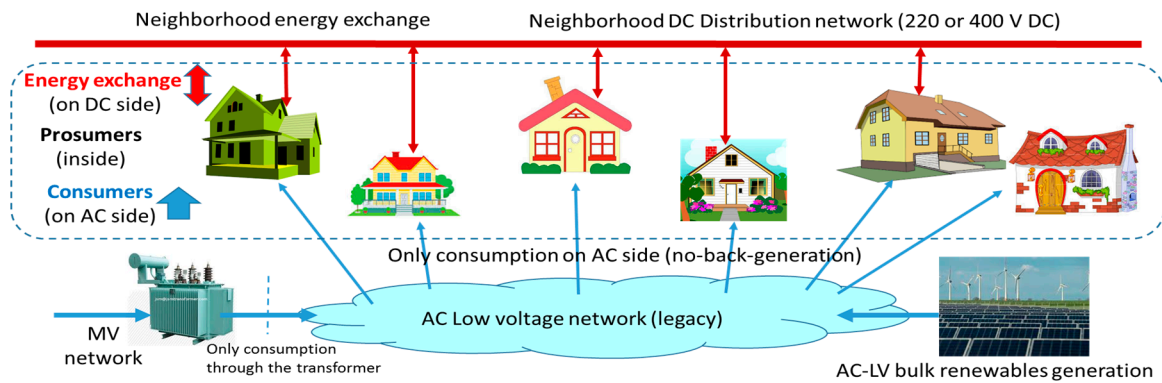 Neighborhood energy exchange
Neighborhood DC Distribution network (220 or 400 V DC)
Energy exchange
(on DC side)
Prosumers
(inside)
Consumers
(on AC side)
Only consumption on AC side (no-back-generation)
MV
network
Only consumption
through the transformer
AC Low voltage network (legacy)
AC-LV bulk renewables generation